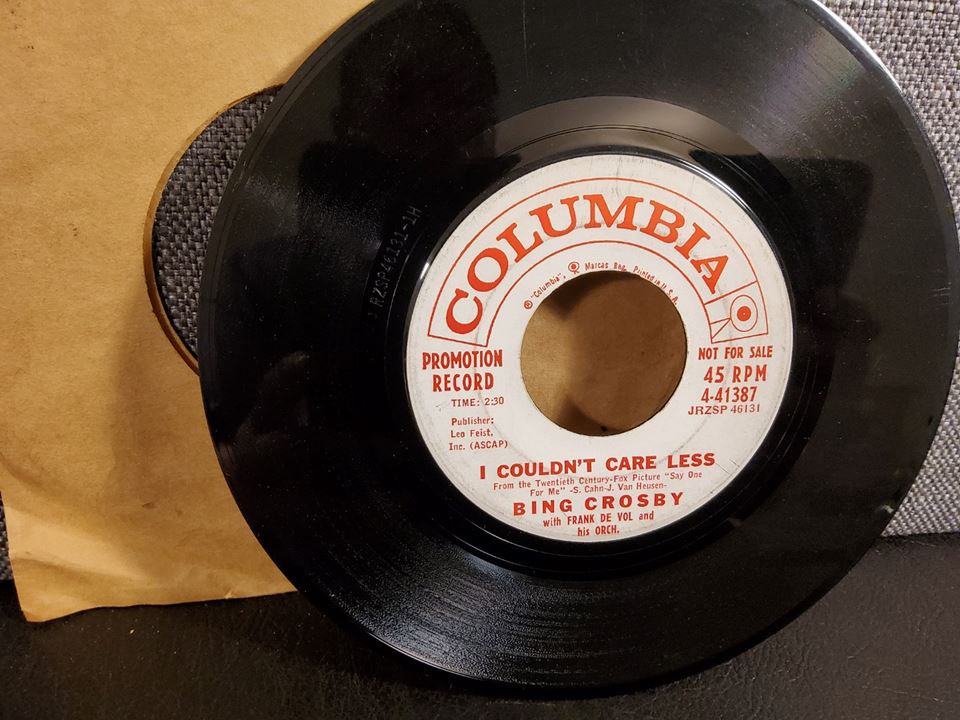 COLUMBIA
® "Columbia", Marcas Reg. Printed in U.S.A.
PROMOTION
RECORD
TIME: 2:30
Publisher:
Leo Feist,
Inc. (ASCAP)
NOT FOR SALE
45 RPM
4-41387
JRZSP 46131
I COULDN'T CARE LESS
From the Twentieth Century-Fox Picture "Say One
For Me" -S. Cahn-J. Van Heusen-
BING CROSBY
with FRANK DE VOL and
his ORCH.
JRZSP46131-1H